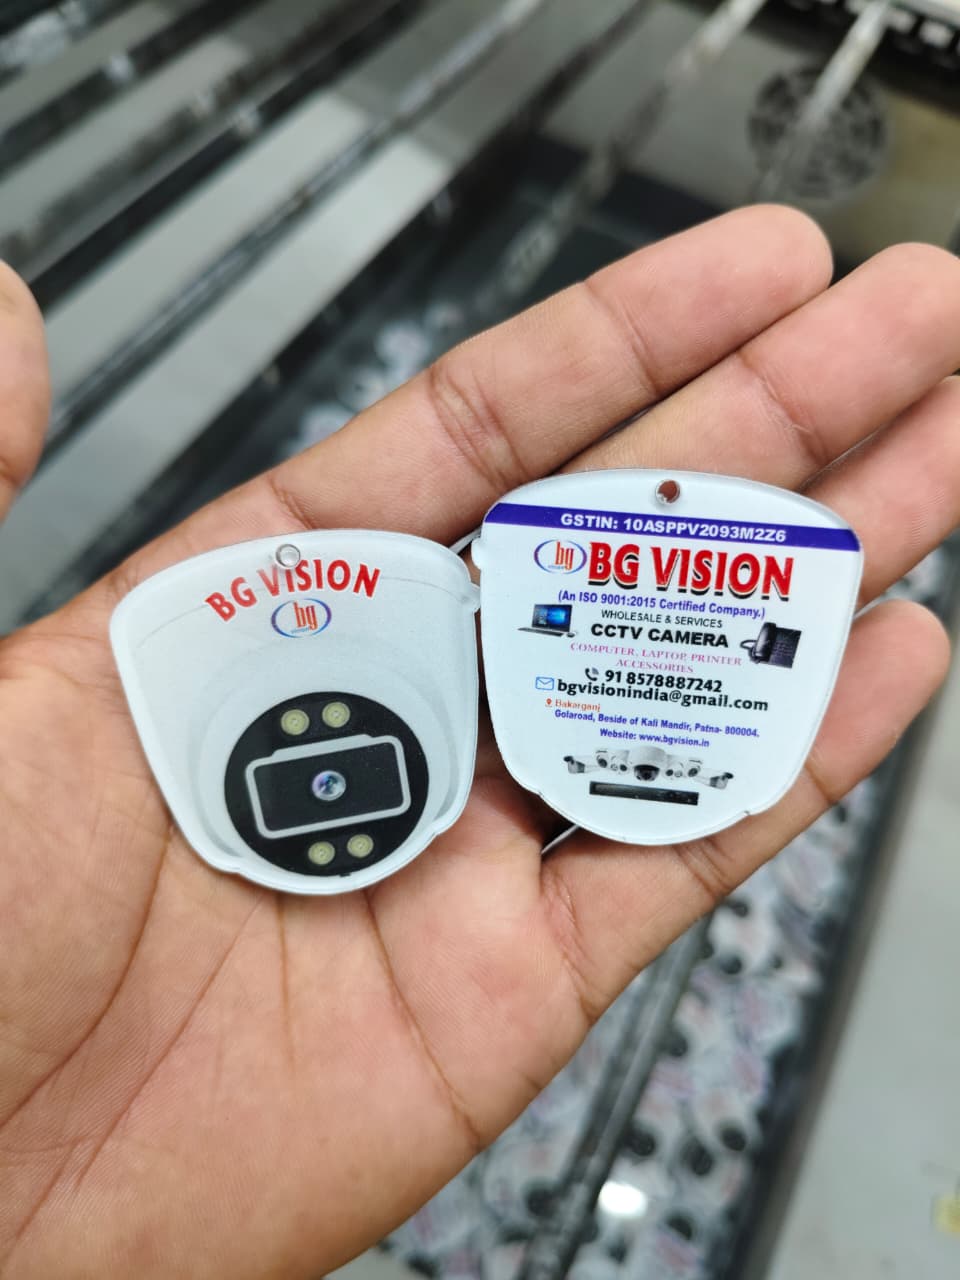 BG VISION
bg
GSTIN: 10ASPPV2093M2Z6
bg BG VISION
(An ISO 9001:2015 Certified Company.)
WHOLESALE & SERVICES
CCTV CAMERA
COMPUTER, LAPTOP, PRINTER
ACCESSORIES
91 8578887242
bgvisionindia@gmail.com
Bakarganj
Golaroad, Beside of Kali Mandir, Patna- 800004.
Website: www.bgvision.in